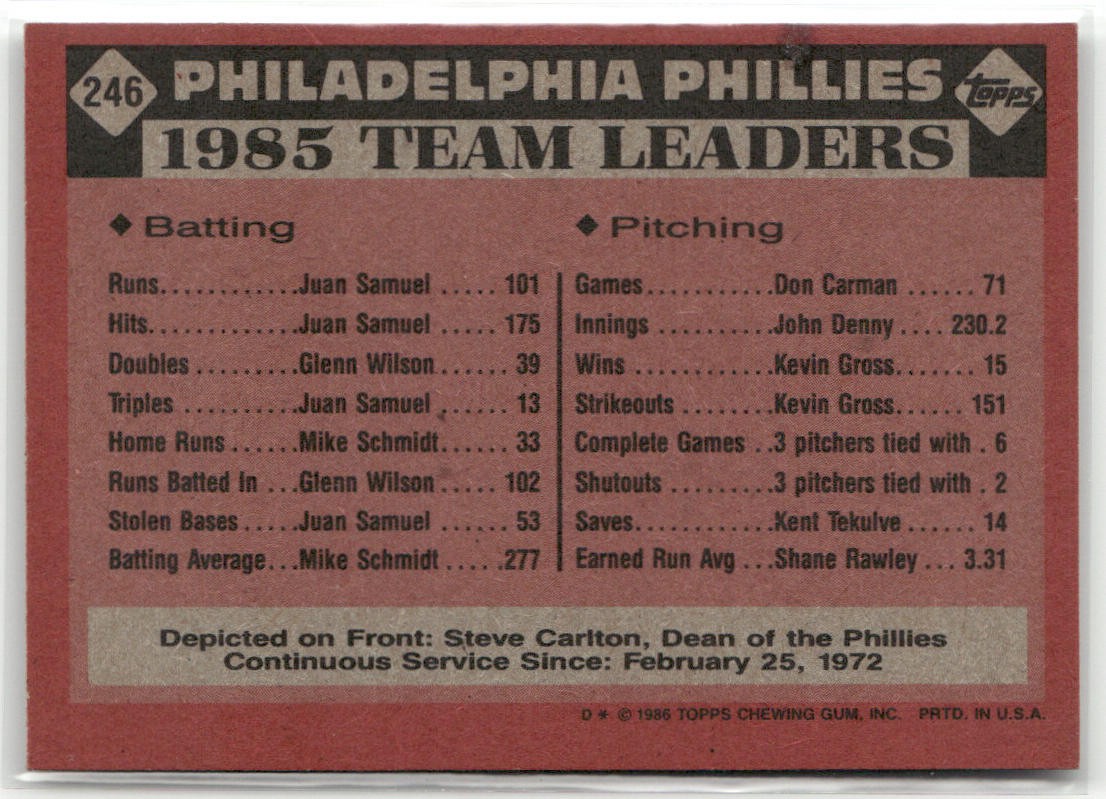 246 PHILADELPHIA PHILLIES topps
1985 TEAM LEADERS
◆ Batting
Runs............Juan Samuel ..... 101
Hits............Juan Samuel ..... 175
Doubles .........Glenn Wilson..... 39
Triples ..........Juan Samuel ...... 13
Home Runs ......Mike Schmidt..... 33
Runs Batted In ...Glenn Wilson..... 102
Stolen Bases.....Juan Samuel ..... 53
Batting Average...Mike Schmidt .....277
◆ Pitching
Games...........Don Carman ...... 71
Innings ..........John Denny .... 230.2
Wins ............Kevin Gross....... 15
Strikeouts ........Kevin Gross...... 151
Complete Games ..3 pitchers tied with . 6
Shutouts .........3 pitchers tied with . 2
Saves............Kent Tekulve ...... 14
Earned Run Avg ...Shane Rawley ... 3.31
Depicted on Front: Steve Carlton, Dean of the Phillies
Continuous Service Since: February 25, 1972
D * © 1986 TOPPS CHEWING GUM, INC. PRTD. IN U.S.A.